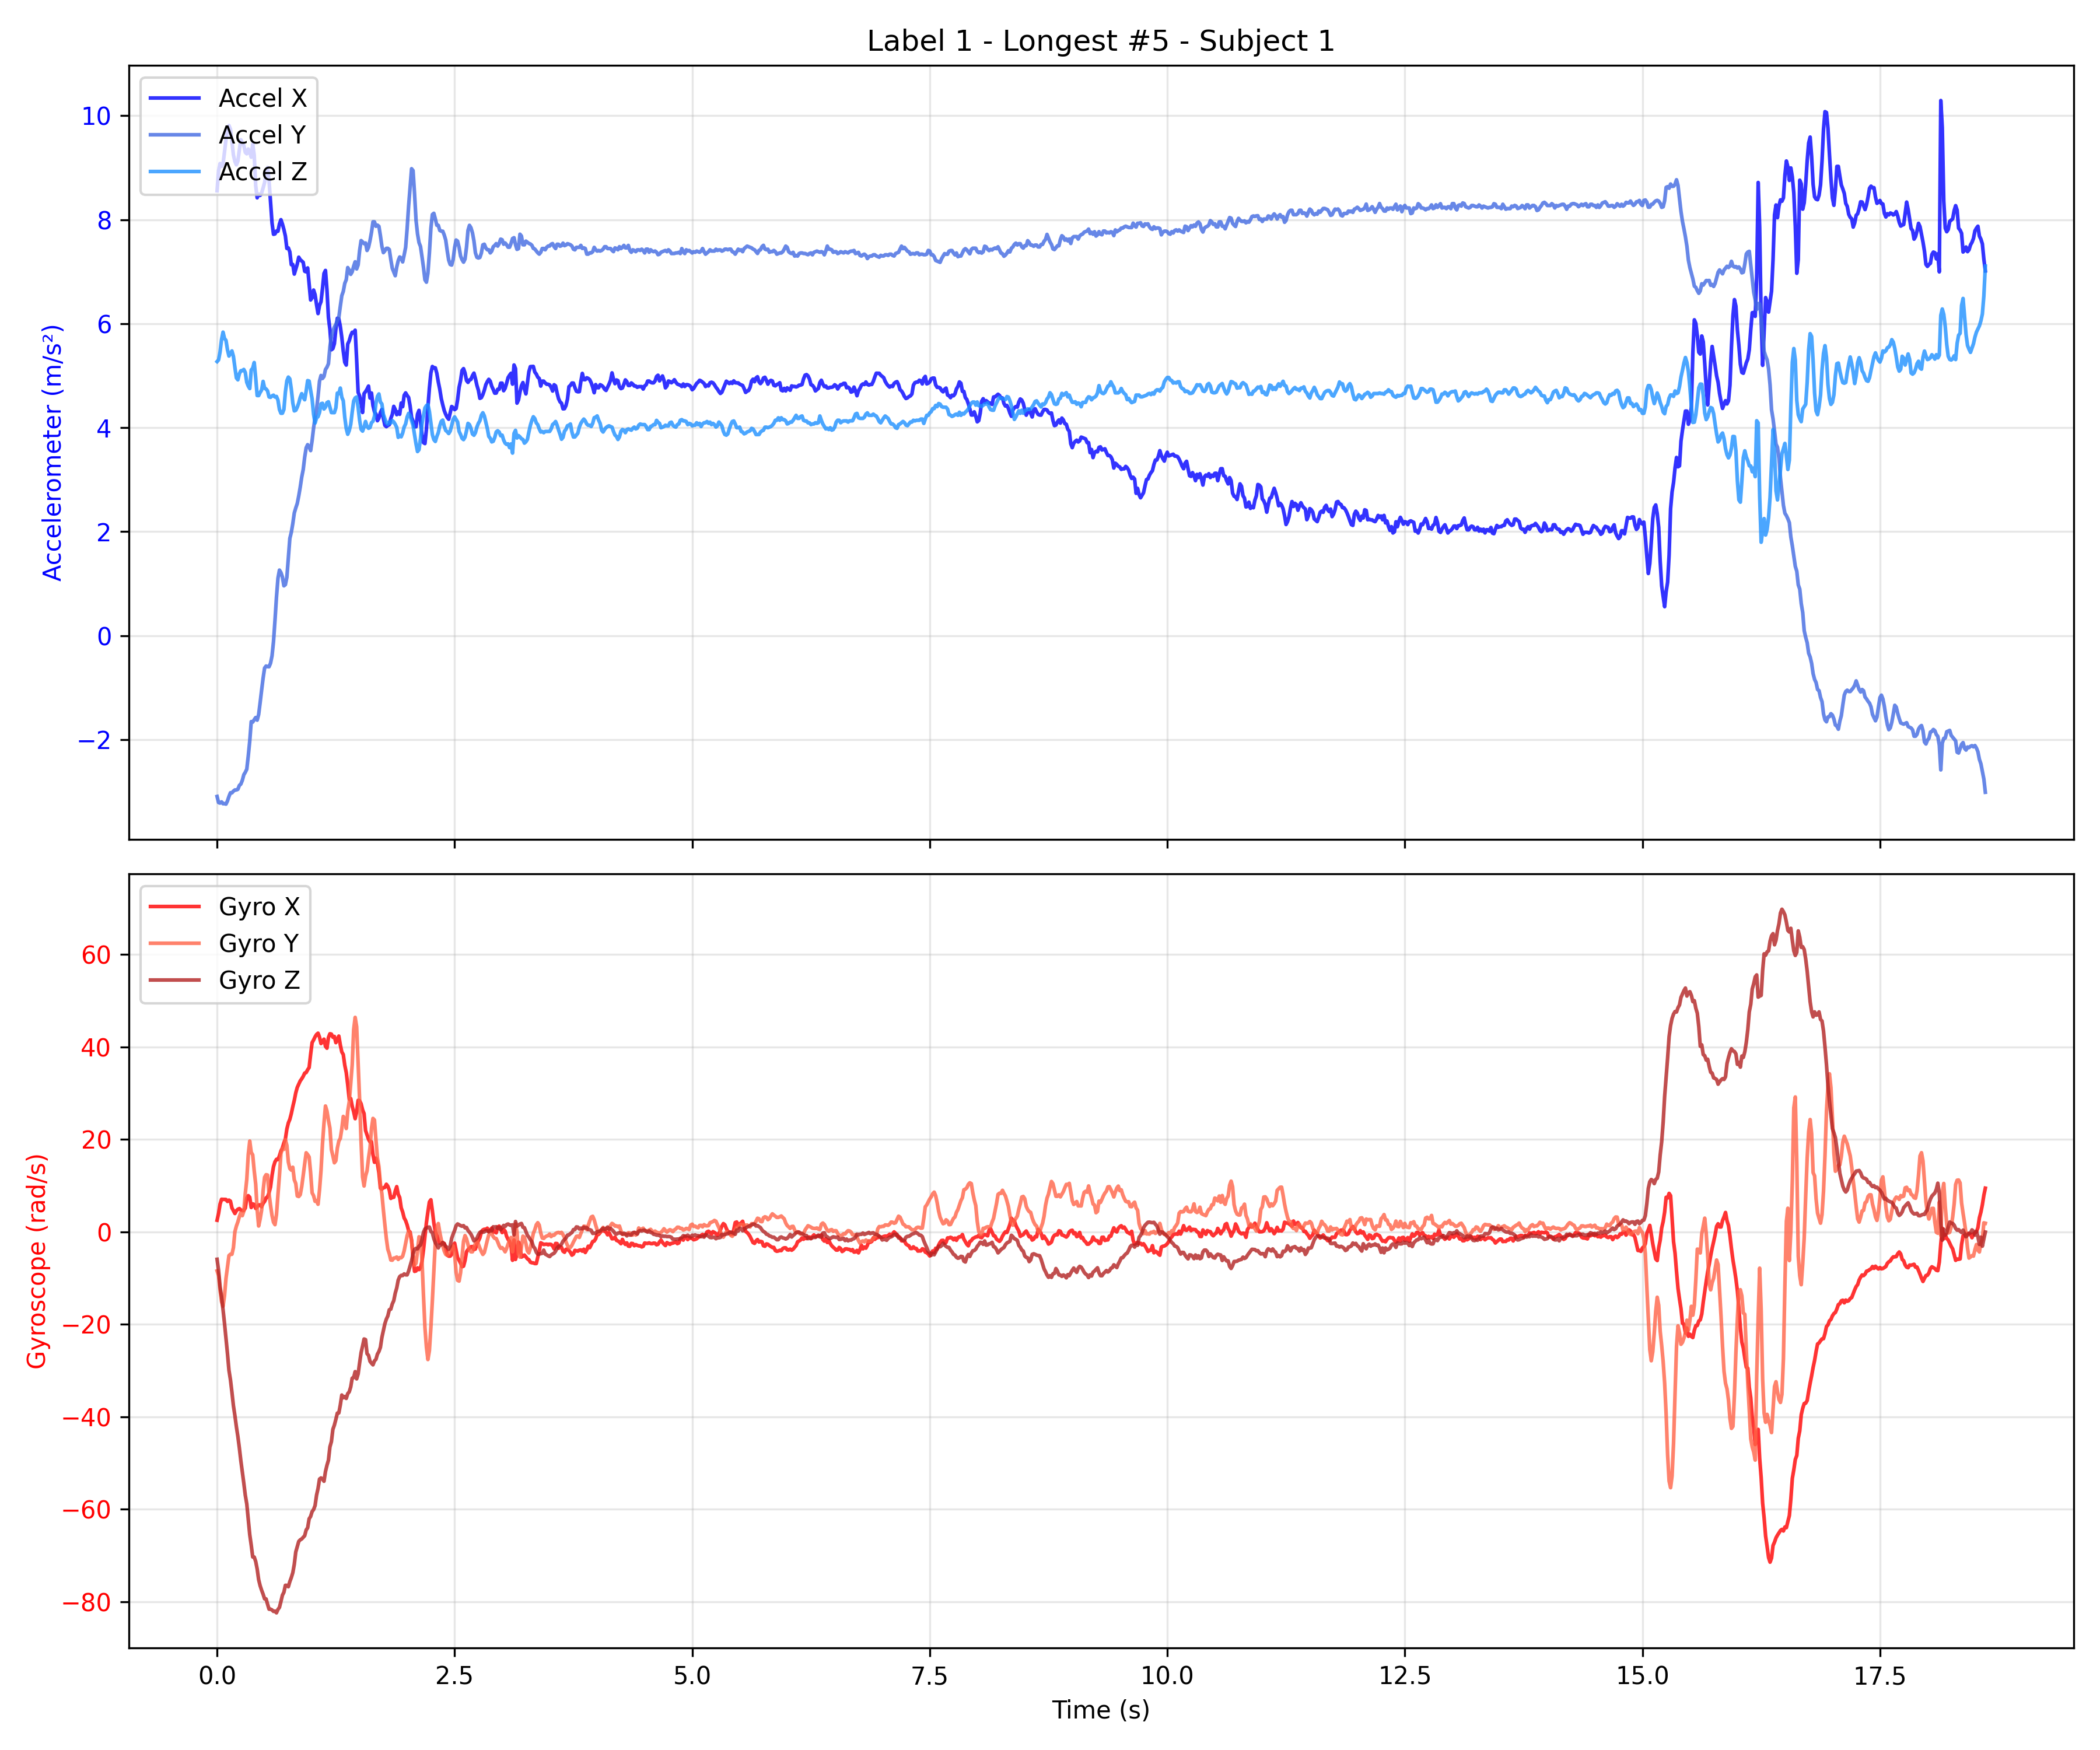 Label 1 - Longest #5 - Subject 1
Accel X
Accel Y
Accel Z
10
8
6
4
2
0
−2
Accelerometer (m/s²)
Gyro X
Gyro Y
Gyro Z
60
40
20
0
−20
−40
−60
−80
Gyroscope (rad/s)
0.0 2.5 5.0 7.5 10.0 12.5 15.0 17.5
Time (s)